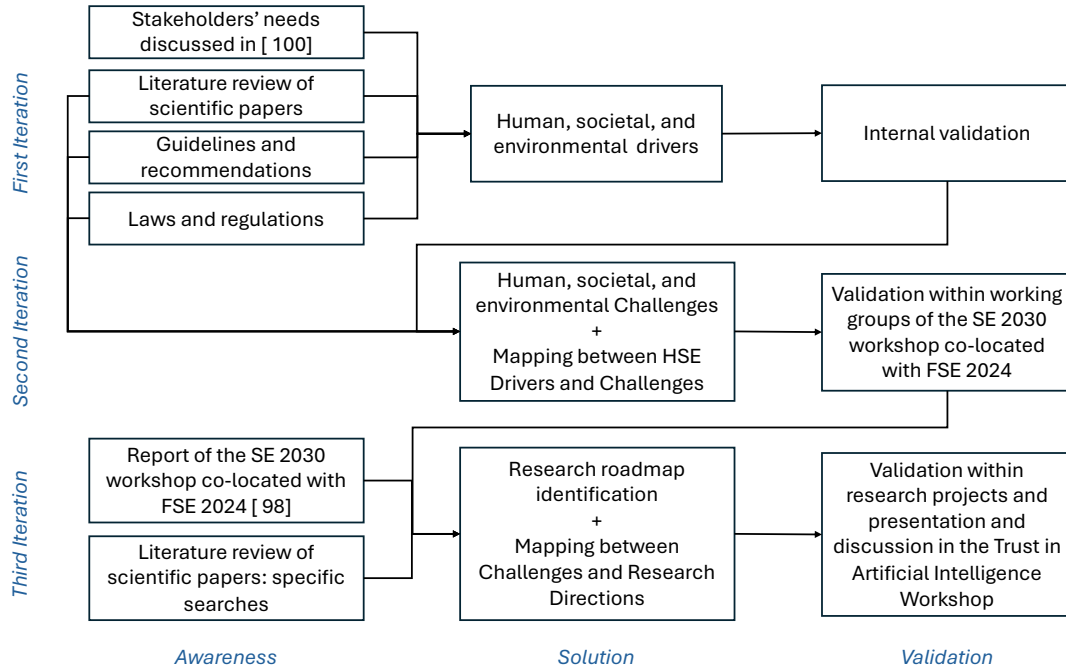 First Iteration
Stakeholders' needs
discussed in [ 100]
Literature review of
scientific papers
Guidelines and
recommendations
Laws and regulations
Human, societal, and
environmental drivers
Internal validation
Second Iteration
Human, societal, and
environmental Challenges
+
Mapping between HSE
Drivers and Challenges
Validation within working
groups of the SE 2030
workshop co-located
with FSE 2024
Third Iteration
Report of the SE 2030
workshop co-located with
FSE 2024 [ 98]
Literature review of
scientific papers: specific
searches
Research roadmap
identification
+
Mapping between
Challenges and Research
Directions
Validation within
research projects and
presentation and
discussion in the Trust in
Artificial Intelligence
Workshop
Awareness
Solution
Validation